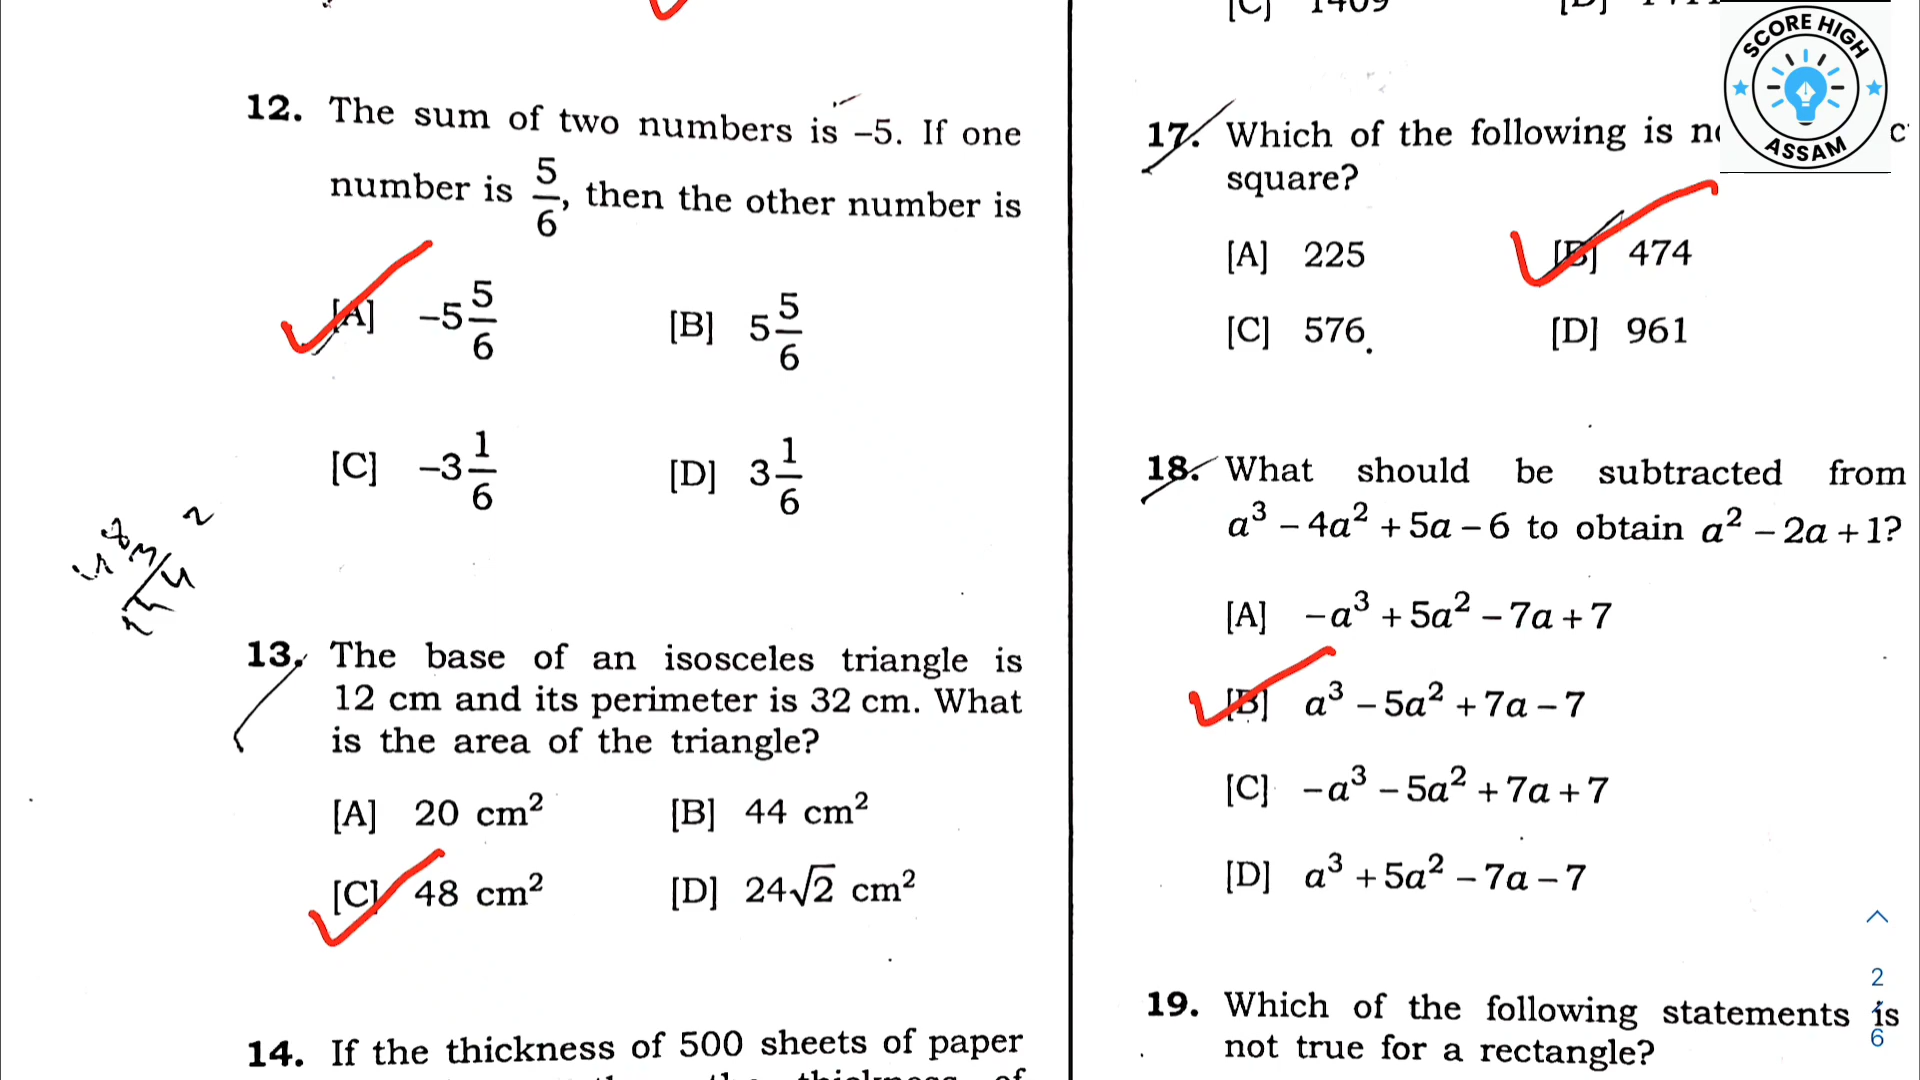 12. The sum of two numbers is –5. If one
number is 5/6, then the other number is
[A] –5 5/6 [B] 5 5/6
[C] –3 1/6 [D] 3 1/6
13. The base of an isosceles triangle is
12 cm and its perimeter is 32 cm. What
is the area of the triangle?
[A] 20 cm² [B] 44 cm²
[C] 48 cm² [D] 24√2 cm²
14. If the thickness of 500 sheets of paper
[C] 1409
17. Which of the following is
square?
[A] 225 [B] 474
[C] 576 [D] 961
18. What should be subtracted from
a³ – 4a² + 5a – 6 to obtain a² – 2a + 1?
[A] –a³ + 5a² – 7a + 7
[B] a³ – 5a² + 7a – 7
[C] –a³ – 5a² + 7a + 7
[D] a³ + 5a² – 7a – 7
19. Which of the following statements is
not true for a rectangle?
SCORE HIGH
ASSAM
2
6